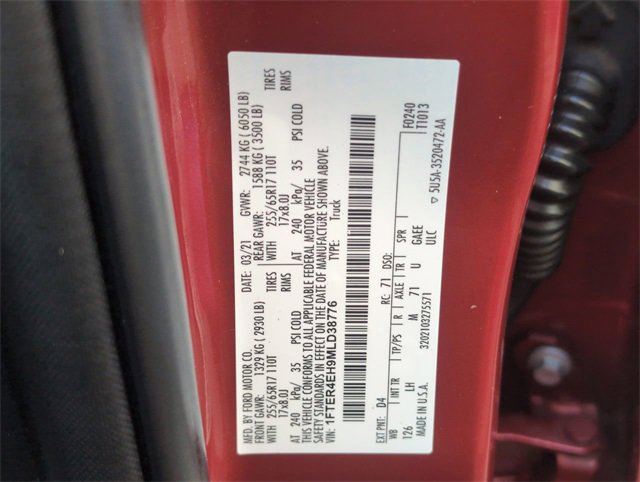 MFD. BY FORD MOTOR CO.
DATE: 03/21 GVWR: 2744 KG ( 6050 LB)
FRONT GAWR: 1329 KG ( 2930 LB) REAR GAWR: 1588 KG ( 3500 LB)
255/65R17 110T TIRES WITH 255/65R17 110T TIRES
17x8.0J RIMS 17x8.0J RIMS
AT 240 kPa/ 35 PSI COLD AT 240 kPa/ 35 PSI COLD
THIS VEHICLE CONFORMS TO ALL APPLICABLE FEDERAL MOTOR VEHICLE
SAFETY STANDARDS IN EFFECT ON THE DATE OF MANUFACTURE SHOWN ABOVE.
VIN: 1FTER4EH9MLD38776 TYPE: Truck
EXT PNT: D4 RC: 71 DSO: F0240
WB INTTR TP/PS R AXLE TR SPR T1013
126 LH M 71 U GAEE
MADE IN U.S.A. 3202103275571 ULC
5U5A-3520472-AA